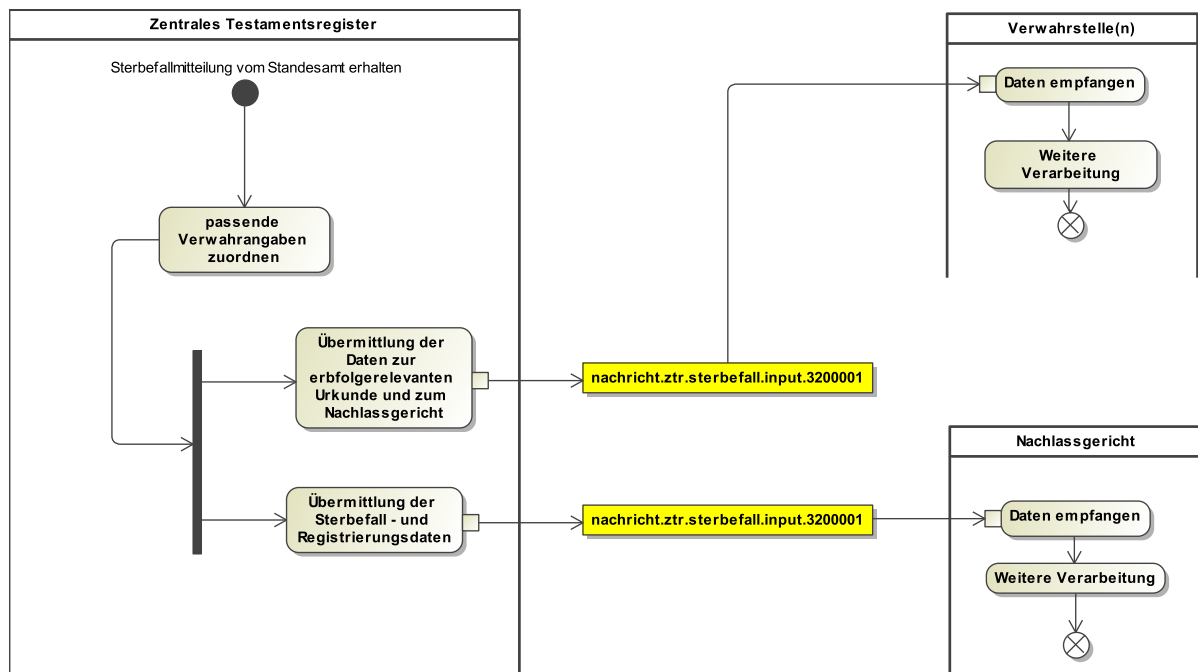 Zentrales Testamentsregister
Sterbefallmitteilung vom Standesamt erhalten
passende
Verwahrangaben
zuordnen
Übermittlung der
Daten zur
erbfolgerelevanten
Urkunde und zum
Nachlassgericht
Übermittlung der
Sterbefall - und
Registrierungsdaten
nachricht.ztr.sterbefall.input.3200001
nachricht.ztr.sterbefall.input.3200001
Verwahrstelle(n)
Daten empfangen
Weitere
Verarbeitung
Nachlassgericht
Daten empfangen
Weitere Verarbeitung